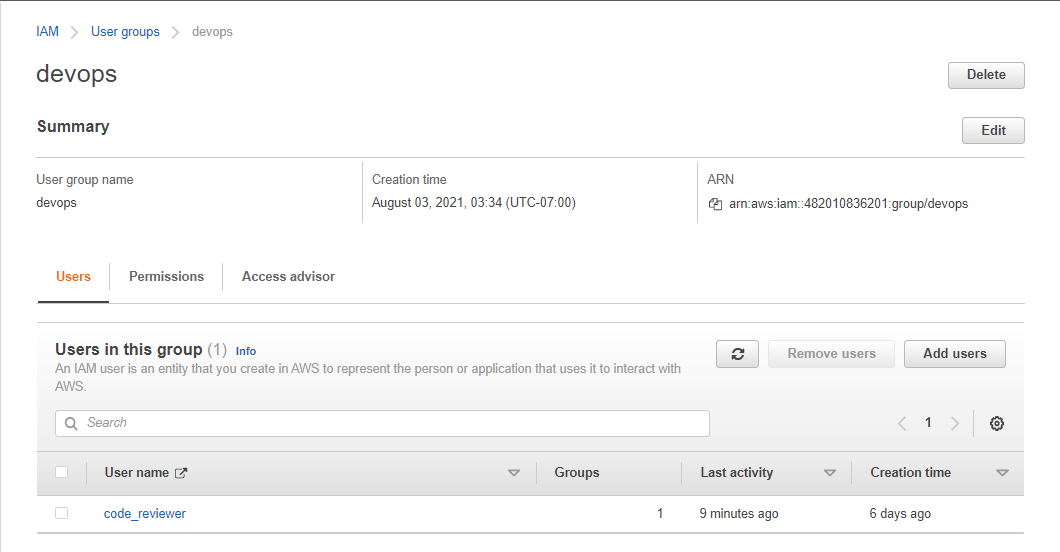 IAM User groups devops
devops
Delete
Summary
Edit
User group name
devops
Creation time
August 03, 2021, 03:34 (UTC-07:00)
ARN
arn:aws:iam::482010836201:group/devops
Users Permissions Access advisor
Users in this group (1) Info
An IAM user is an entity that you create in AWS to represent the person or application that uses it to interact with
AWS.
Remove users
Add users
Search
1
User name Groups Last activity Creation time
code_reviewer 1 9 minutes ago 6 days ago